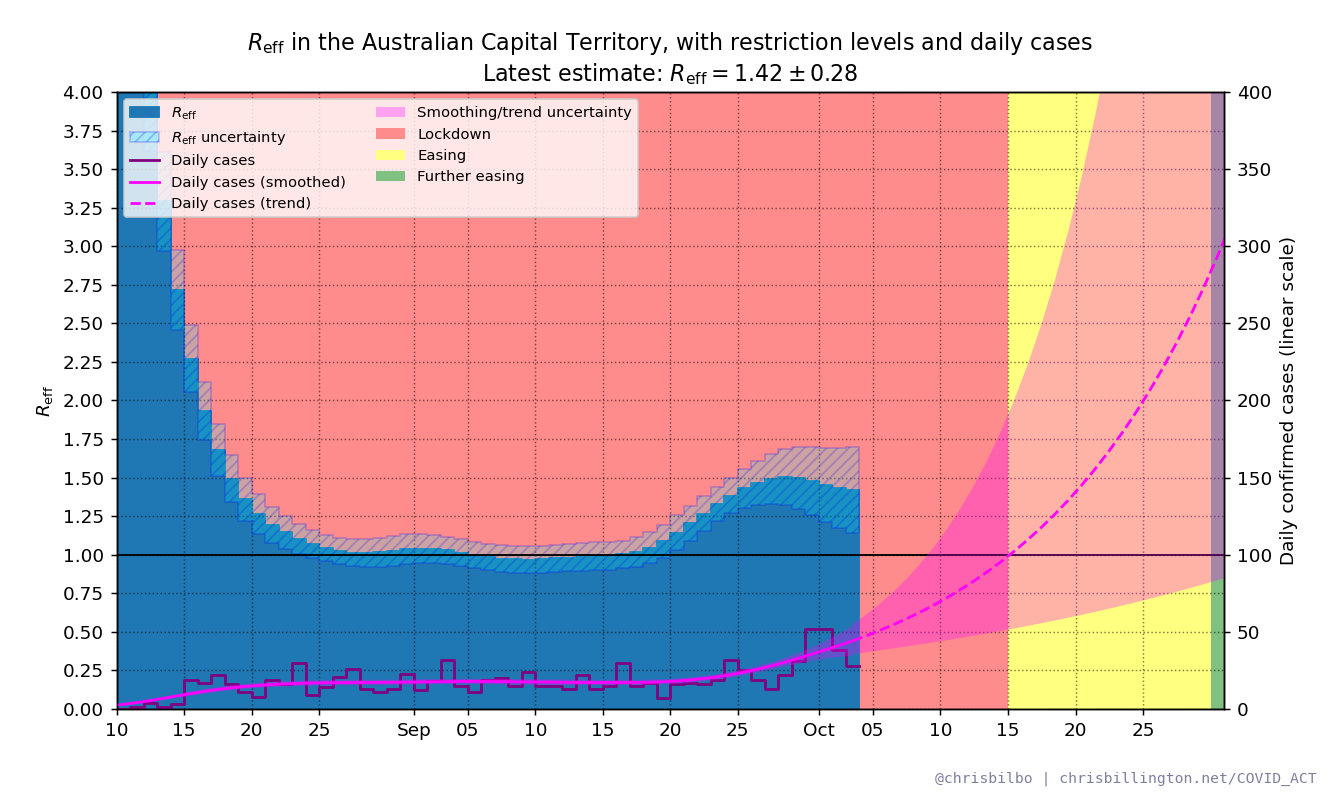 Reff in the Australian Capital Territory, with restriction levels and daily cases
Latest estimate: Reff = 1.42 ± 0.28
Reff
Reff uncertainty
Daily cases
Daily cases (smoothed)
Daily cases (trend)
Smoothing/trend uncertainty
Lockdown
Easing
Further easing
4.00
3.75
3.50
3.25
3.00
2.75
2.50
2.25
2.00
1.75
1.50
1.25
1.00
0.75
0.50
0.25
0.00
Reff
400
350
300
250
200
150
100
50
0
Daily confirmed cases (linear scale)
10 15 20 25 Sep 05 10 15 20 25 Oct 05 10 15 20 25
@chrisbilbo | chrisbillington.net/COVID_ACT